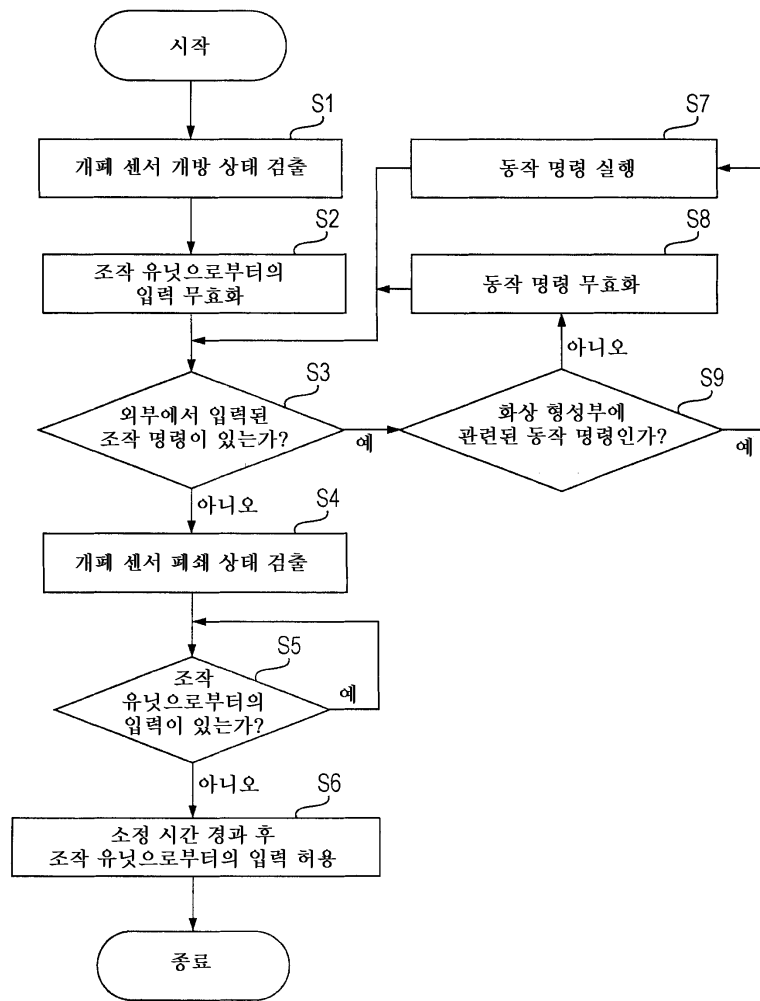 시작
S1
개폐 센서 개방 상태 검출
S2
조작 유닛으로부터의
입력 무효화
S3
외부에서 입력된
조작 명령이 있는가?
예
아니오
S4
개폐 센서 폐쇄 상태 검출
S5
조작
유닛으로부터의
입력이 있는가?
예
아니오
S6
소정 시간 경과 후
조작 유닛으로부터의 입력 허용
종료
S7
동작 명령 실행
S8
동작 명령 무효화
아니오
S9
화상 형성부에
관련된 동작 명령인가?
예